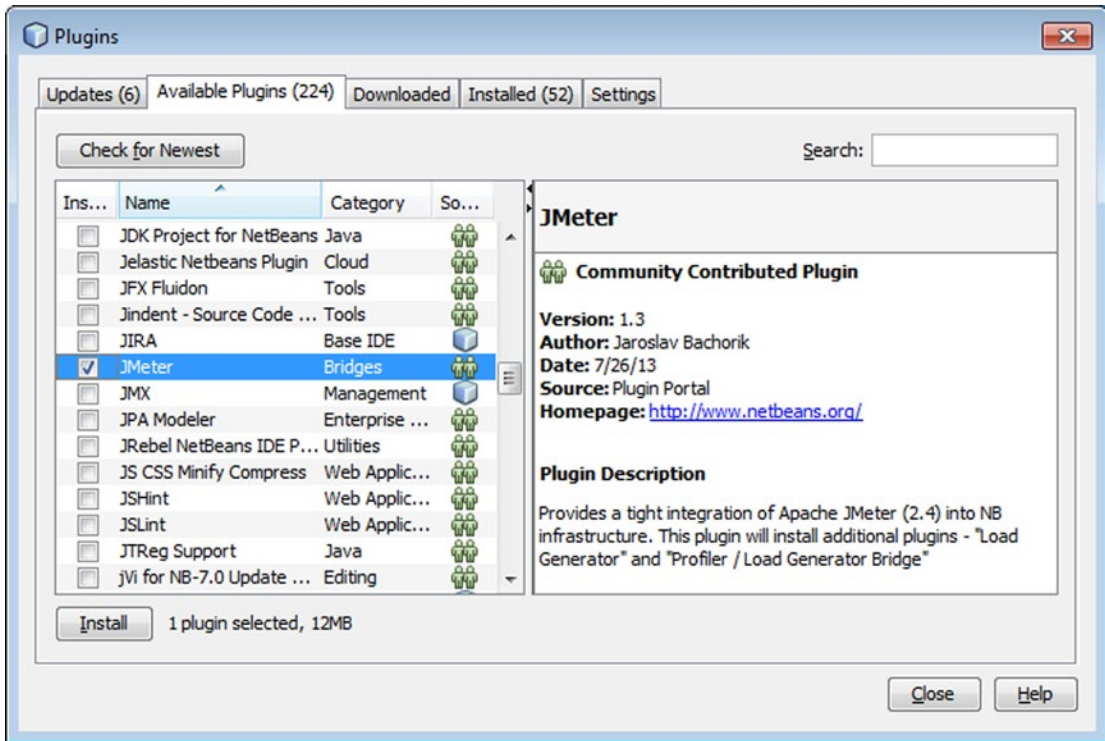 Plugins
Updates (6) Available Plugins (224) Downloaded Installed (52) Settings
Check for Newest
Search:
Ins... Name Category So...
JDK Project for NetBeans Java
Jelastic Netbeans Plugin Cloud
JFX Fluidon Tools
Jindent - Source Code ... Tools
JIRA Base IDE
JMeter Bridges
JMX Management
JPA Modeler Enterprise ...
JRebel NetBeans IDE P... Utilities
JS CSS Minify Compress Web Applic...
JSHint Web Applic...
JSLint Web Applic...
JTReg Support Java
jVi for NB-7.0 Update ... Editing
JMeter
Community Contributed Plugin
Version: 1.3
Author: Jaroslav Bachorik
Date: 7/26/13
Source: Plugin Portal
Homepage: http://www.netbeans.org/
Plugin Description
Provides a tight integration of Apache JMeter (2.4) into NB
infrastructure. This plugin will install additional plugins - "Load
Generator" and "Profiler / Load Generator Bridge"
Install 1 plugin selected, 12MB
Close Help